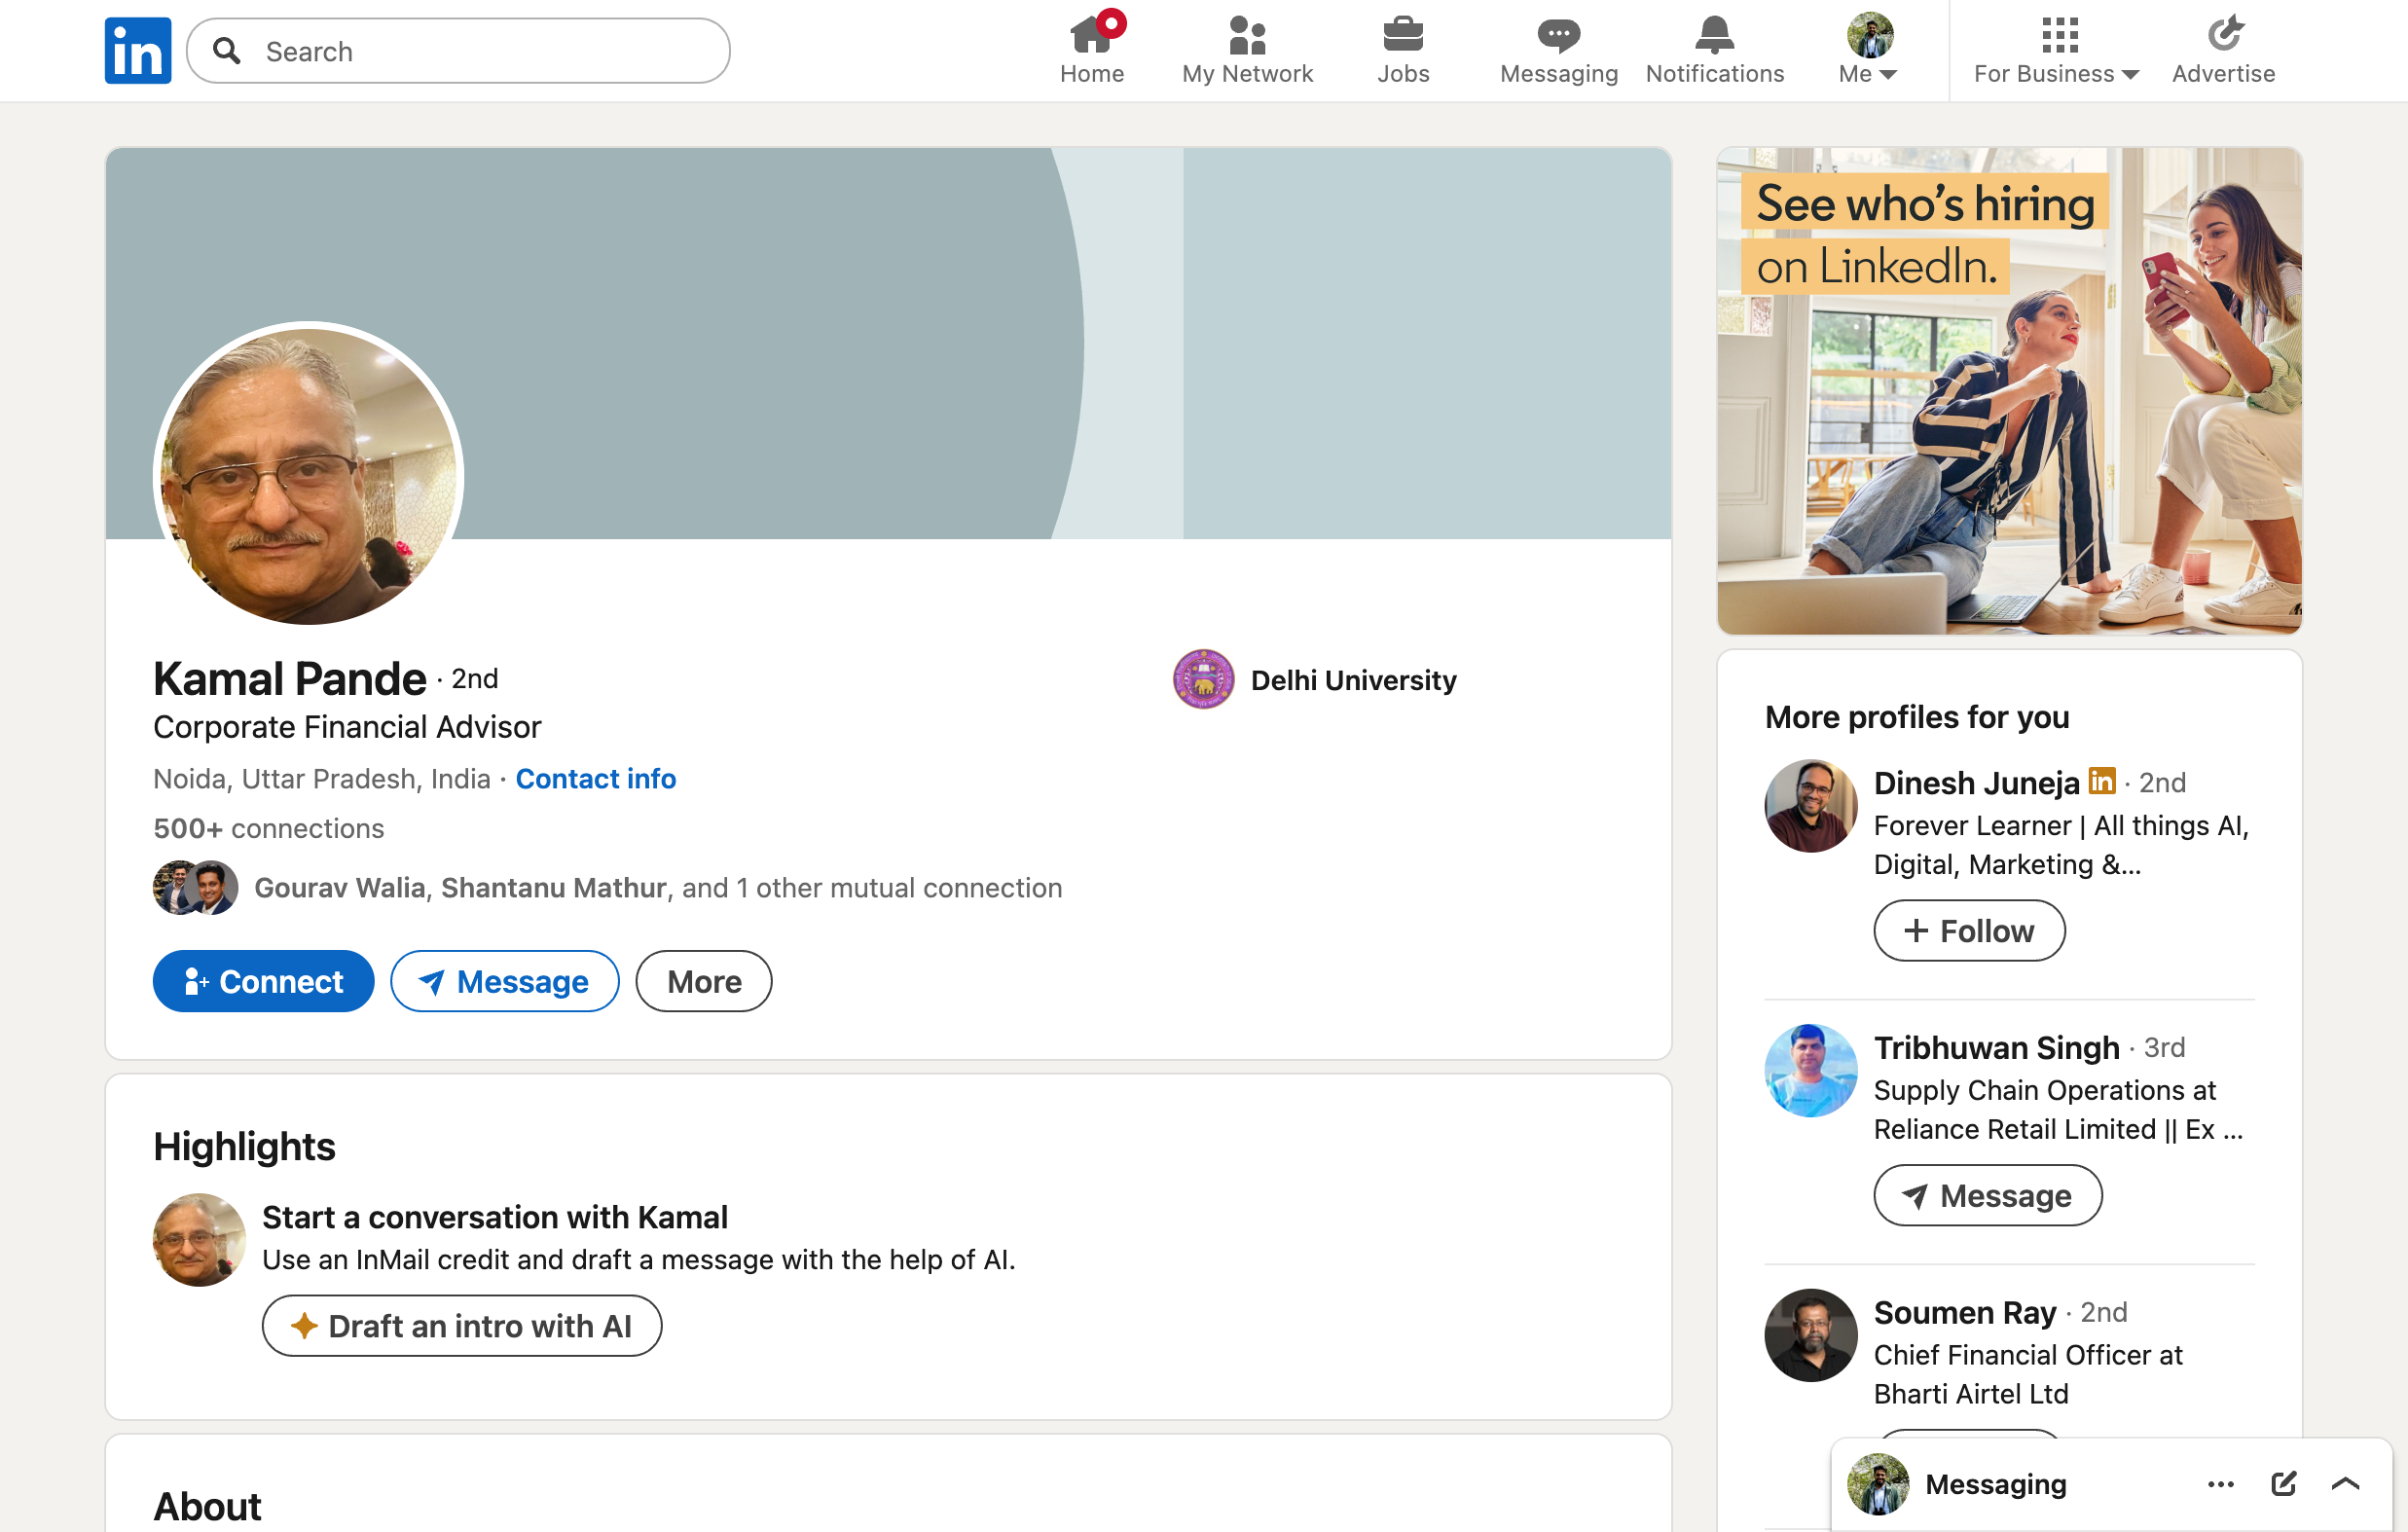 in
Search
Home
My Network
Jobs
Messaging
Notifications
Me
For Business
Advertise
See who's hiring
on LinkedIn.
Kamal Pande · 2nd
Delhi University
Corporate Financial Advisor
Noida, Uttar Pradesh, India · Contact info
500+ connections
Gourav Walia, Shantanu Mathur, and 1 other mutual connection
Connect
Message
More
Highlights
Start a conversation with Kamal
Use an InMail credit and draft a message with the help of AI.
Draft an intro with AI
About
More profiles for you
Dinesh Juneja in · 2nd
Forever Learner | All things AI,
Digital, Marketing &...
+ Follow
Tribhuwan Singh · 3rd
Supply Chain Operations at
Reliance Retail Limited || Ex ...
Message
Soumen Ray · 2nd
Chief Financial Officer at
Bharti Airtel Ltd
Messaging